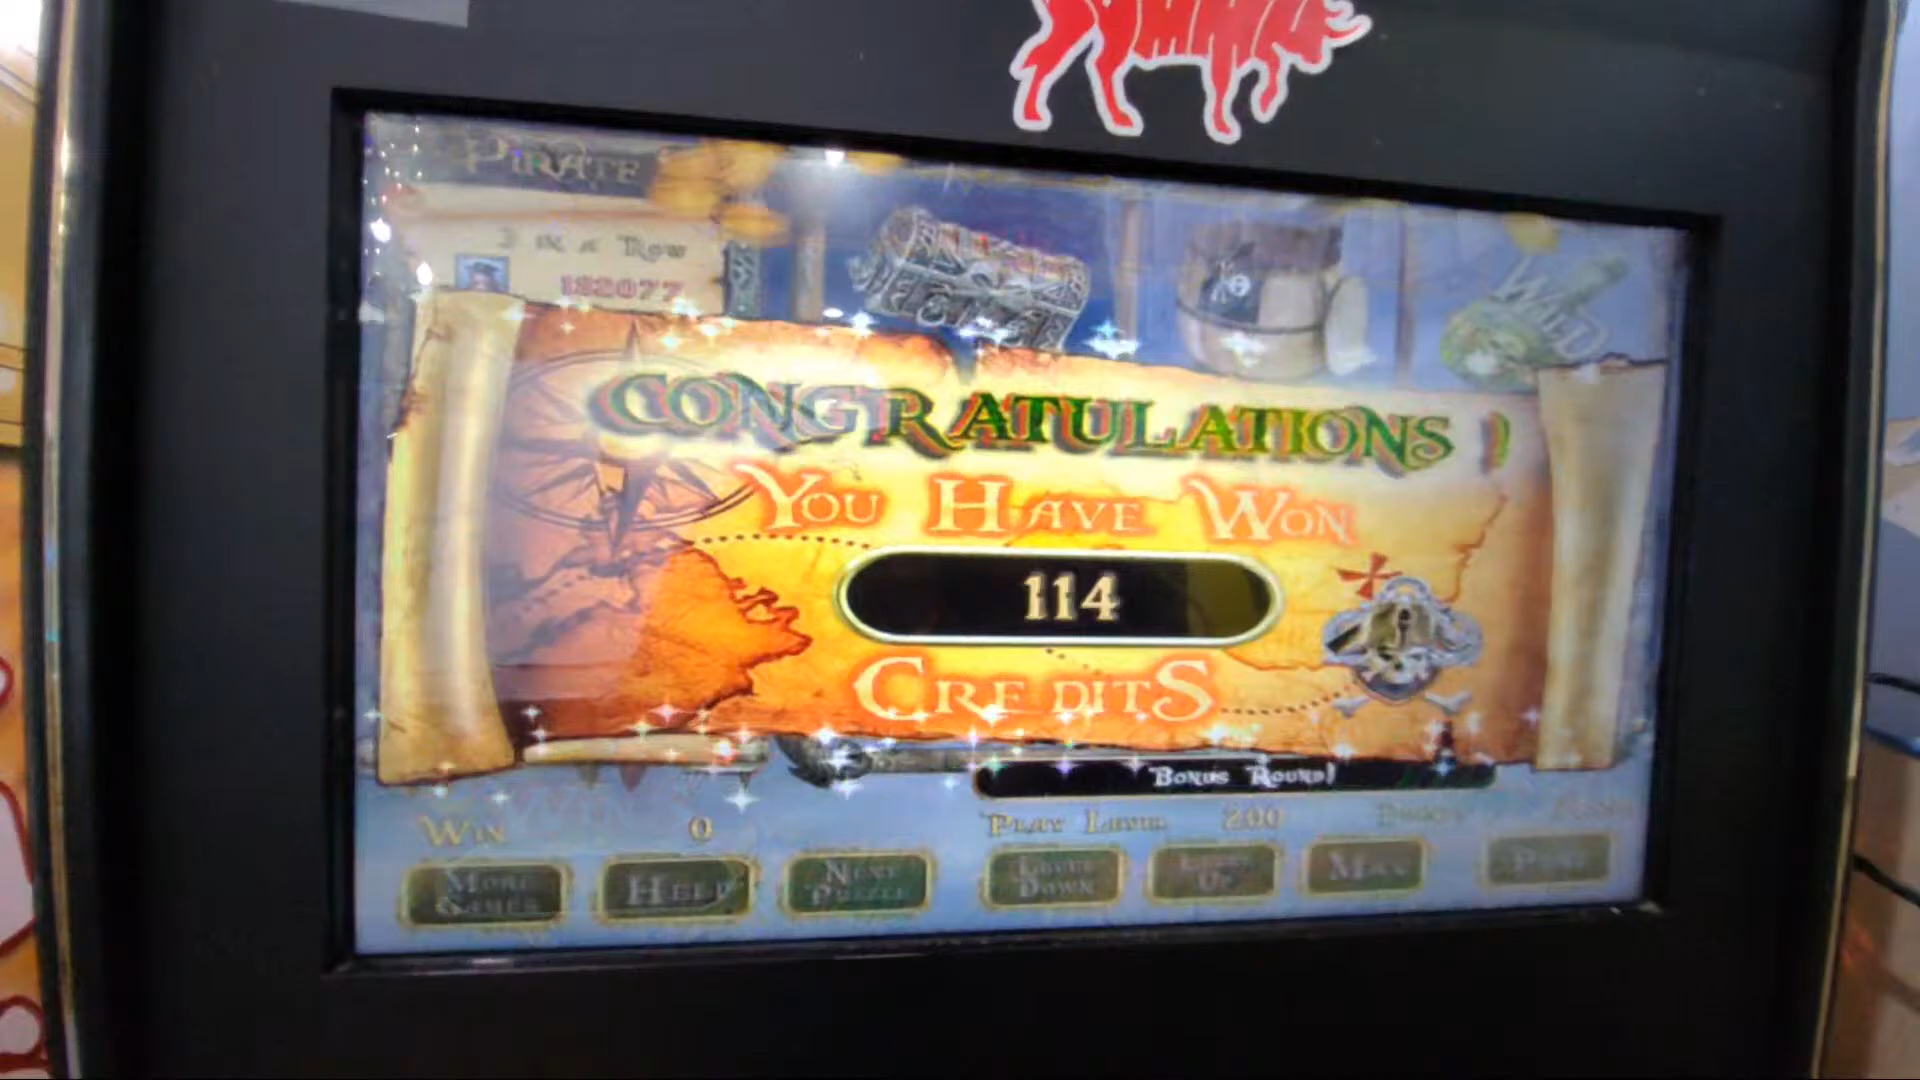 PIRATE
3 IN A ROW
182077
WILD
CONGRATULATIONS !
YOU HAVE WON
114
CREDITS
BONUS ROUND!
WIN 0 PLAY LEVEL 200
MORE GAMES
HELP
NEXT PUZZLE
LEVEL DOWN
LEVEL UP
MAX